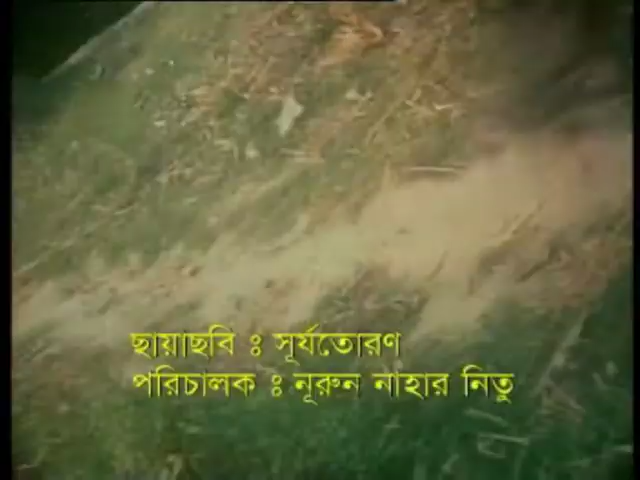 ছায়াছবি ঃ সূর্যতোরণ
পরিচালক ঃ নূরুন নাহার নিতু